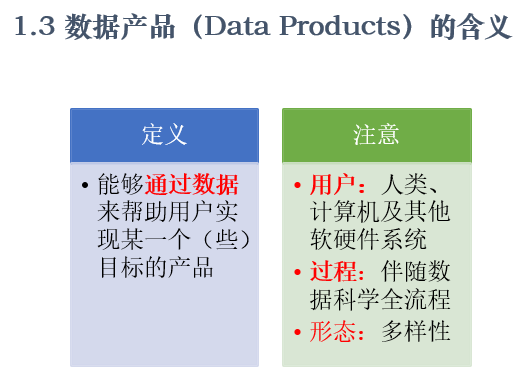 1.3 数据产品（Data Products）的含义
定义
• 能够通过数据
来帮助用户实
现某一个（些）
目标的产品
注意
• 用户：人类、
计算机及其他
软硬件系统
• 过程：伴随数
据科学全流程
• 形态：多样性